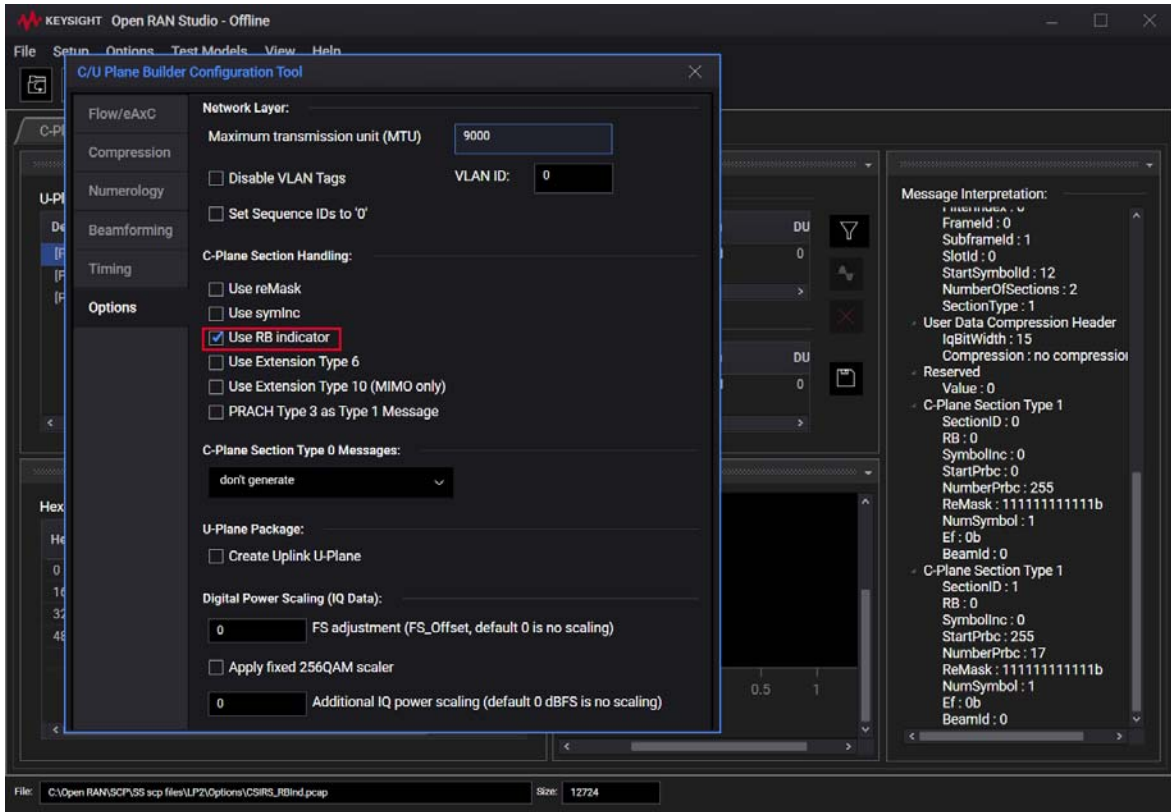 KEYSIGHT Open RAN Studio - Offline
File Setup Options Test Models View Help
C/U Plane Builder Configuration Tool
Flow/eAxC
Compression
Numerology
Beamforming
Timing
Options
Network Layer:
Maximum transmission unit (MTU) 9000
Disable VLAN Tags VLAN ID: 0
Set Sequence IDs to '0'
C-Plane Section Handling:
Use reMask
Use symInc
Use RB indicator
Use Extension Type 6
Use Extension Type 10 (MIMO only)
PRACH Type 3 as Type 1 Message
C-Plane Section Type 0 Messages:
don't generate
U-Plane Package:
Create Uplink U-Plane
Digital Power Scaling (IQ Data):
0 FS adjustment (FS_Offset, default 0 is no scaling)
Apply fixed 256QAM scaler
0 Additional IQ power scaling (default 0 dBFS is no scaling)
C-Pl
U-Pl
De
[F
[F
[F
Hex
He
0
16
32
48
DU
0
DU
0
0.5 1
Message Interpretation:
FrameId : 0
SubframeId : 1
SlotId : 0
StartSymbolId : 12
NumberOfSections : 2
SectionType : 1
User Data Compression Header
IqBitWidth : 15
Compression : no compression
Reserved
Value : 0
C-Plane Section Type 1
SectionID : 0
RB : 0
SymbolInc : 0
StartPrbc : 0
NumberPrbc : 255
ReMask : 111111111111b
NumSymbol : 1
Ef : 0b
BeamId : 0
C-Plane Section Type 1
SectionID : 1
RB : 0
SymbolInc : 0
StartPrbc : 255
NumberPrbc : 17
ReMask : 111111111111b
NumSymbol : 1
Ef : 0b
BeamId : 0
File: C:\Open RAN\SCP\SS scp files\LP2\Options\CSIRS_RBInd.pcap Size: 12724